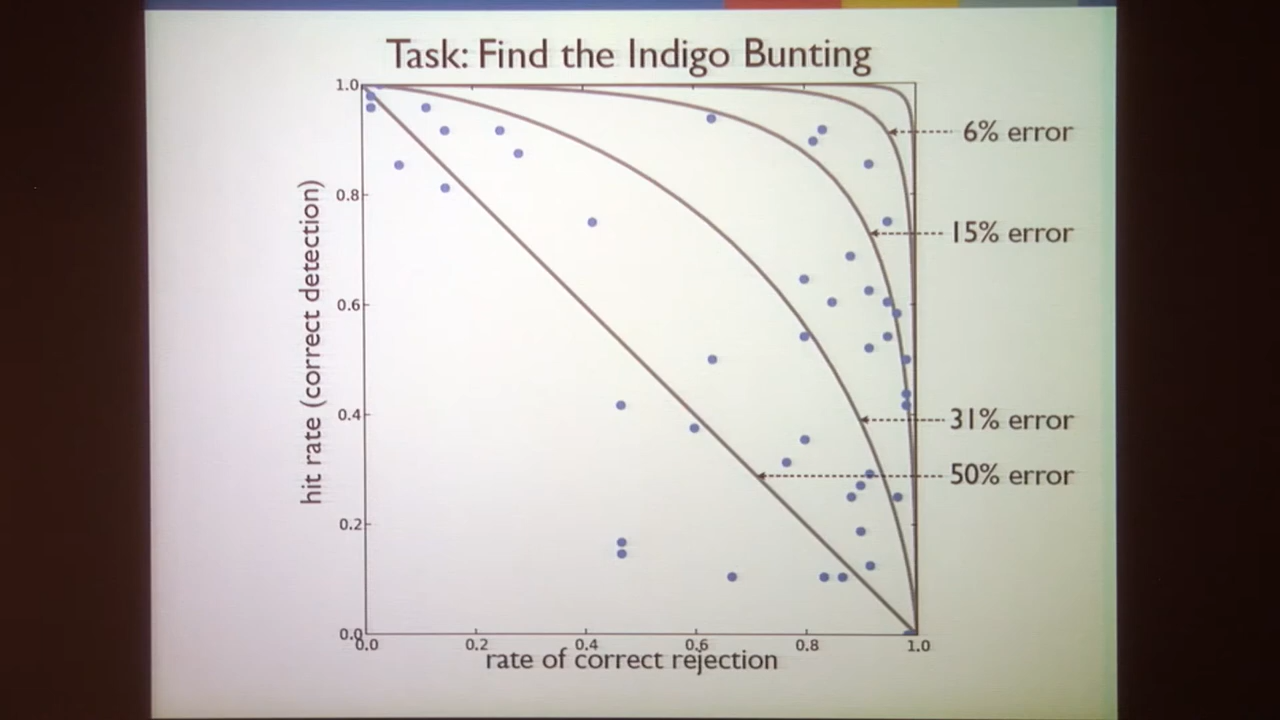 Task: Find the Indigo Bunting
1.0
0.8
0.6
0.4
0.2
0.0
0.0 0.2 0.4 0.6 0.8 1.0
hit rate (correct detection)
rate of correct rejection
6% error
15% error
31% error
50% error